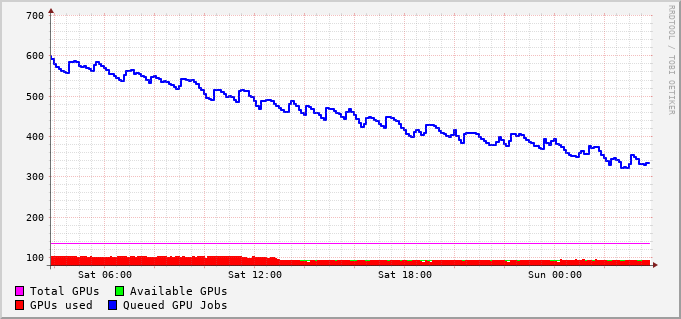 700
600
500
400
300
200
100
Sat 06:00 Sat 12:00 Sat 18:00 Sun 00:00
Total GPUs Available GPUs
GPUs used Queued GPU Jobs
RRDTOOL / TOBI OETIKER